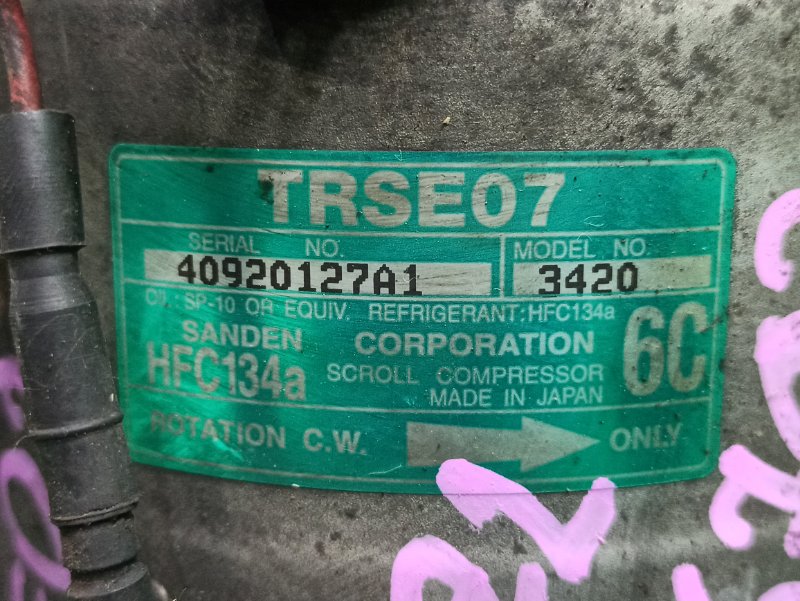 TRSE07
SERIAL NO.
MODEL NO.
40920127A1
3420
OIL: SP-10 OR EQUIV. REFRIGERANT:HFC134a
SANDEN CORPORATION
6C
HFC134a
SCROLL COMPRESSOR
MADE IN JAPAN
ROTATION C.W.
ONLY